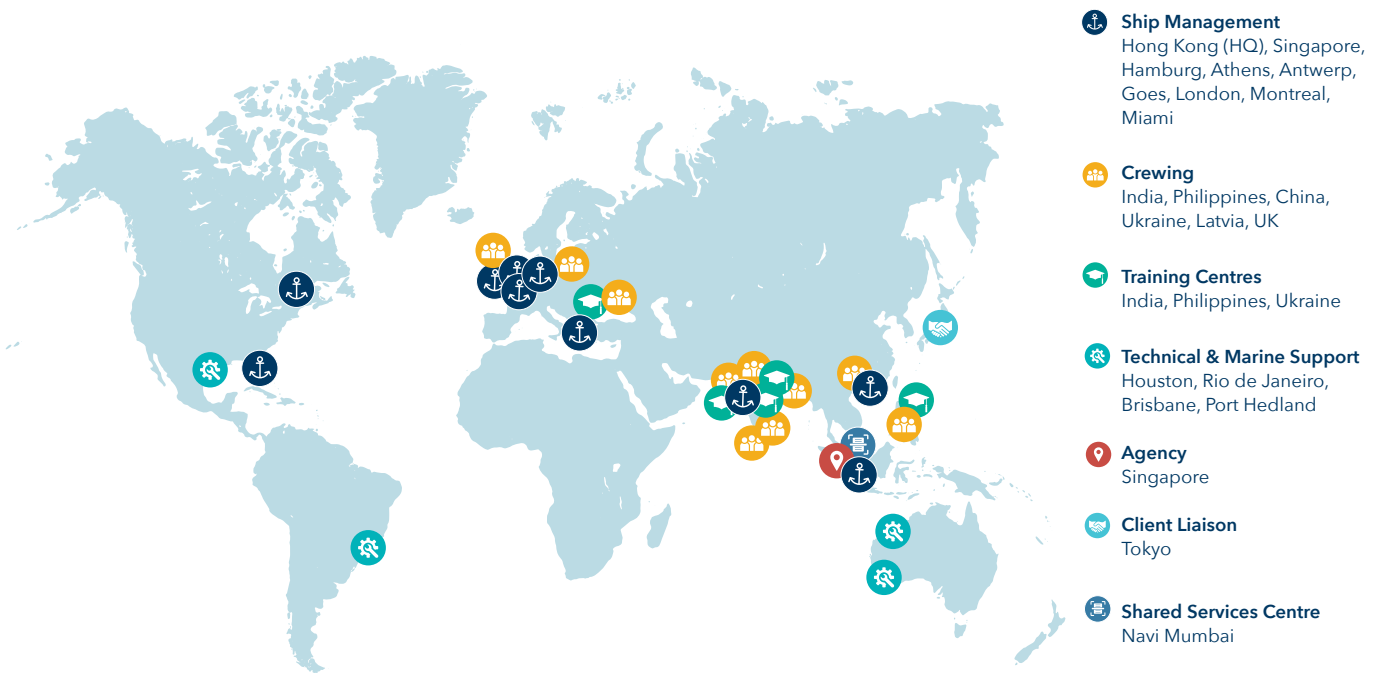 Ship Management
Hong Kong (HQ), Singapore,
Hamburg, Athens, Antwerp,
Goes, London, Montreal,
Miami
Crewing
India, Philippines, China,
Ukraine, Latvia, UK
Training Centres
India, Philippines, Ukraine
Technical & Marine Support
Houston, Rio de Janeiro,
Brisbane, Port Hedland
Agency
Singapore
Client Liaison
Tokyo
Shared Services Centre
Navi Mumbai